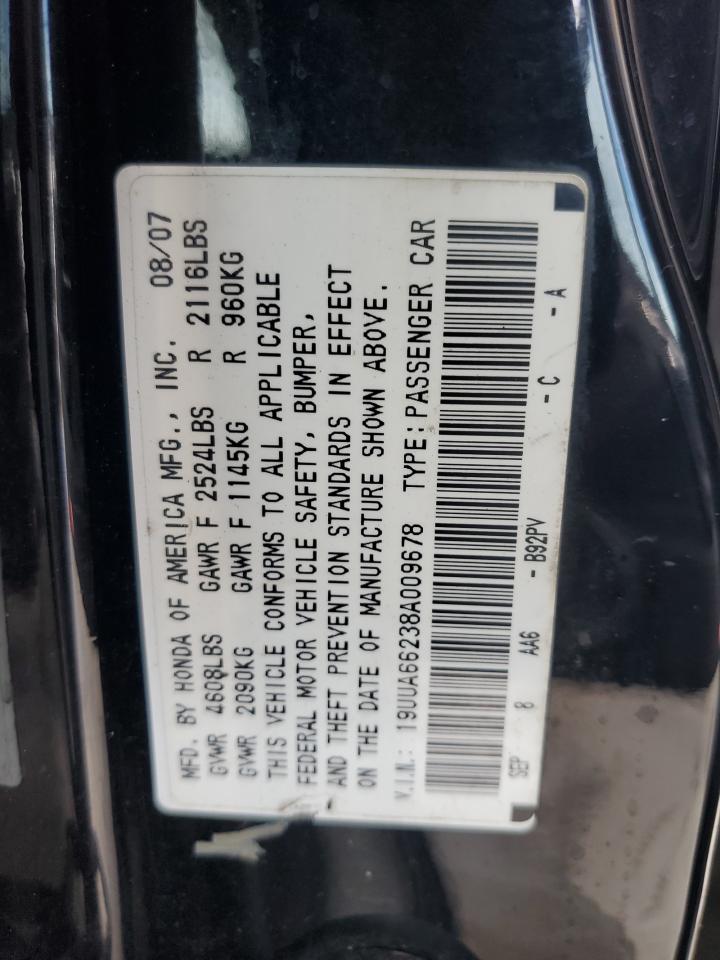 MFD. BY HONDA OF AMERICA MFG., INC. 08/07
GVWR 4608LBS GAWR F 2524LBS R 2116LBS
GVWR 2090KG GAWR F 1145KG R 960KG
THIS VEHICLE CONFORMS TO ALL APPLICABLE
FEDERAL MOTOR VEHICLE SAFETY, BUMPER,
AND THEFT PREVENTION STANDARDS IN EFFECT
ON THE DATE OF MANUFACTURE SHOWN ABOVE.
V.I.N.: 19UUA66238A009678 TYPE:PASSENGER CAR
SEP 8 AA6 - B92PV - C - A